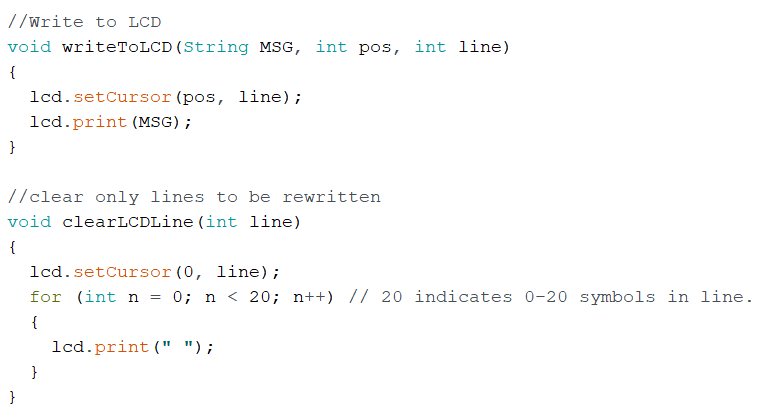 //Write to LCD
void writeToLCD(String MSG, int pos, int line)
{
  lcd.setCursor(pos, line);
  lcd.print(MSG);
}

//clear only lines to be rewritten
void clearLCDLine(int line)
{
  lcd.setCursor(0, line);
  for (int n = 0; n < 20; n++) // 20 indicates 0-20 symbols in line.
  {
    lcd.print(" ");
  }
}